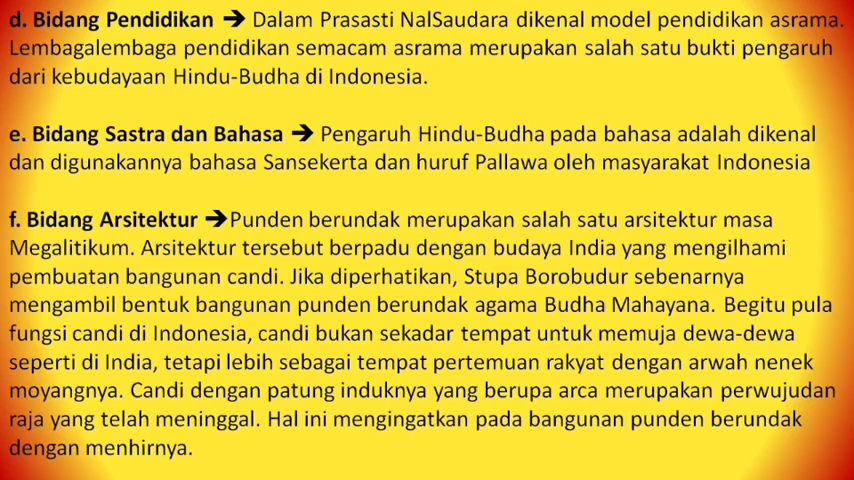 d. Bidang Pendidikan ➔ Dalam Prasasti NalSaudara dikenal model pendidikan asrama.
Lembagalembaga pendidikan semacam asrama merupakan salah satu bukti pengaruh
dari kebudayaan Hindu-Budha di Indonesia.
e. Bidang Sastra dan Bahasa ➔ Pengaruh Hindu-Budha pada bahasa adalah dikenal
dan digunakannya bahasa Sansekerta dan huruf Pallawa oleh masyarakat Indonesia
f. Bidang Arsitektur ➔Punden berundak merupakan salah satu arsitektur masa
Megalitikum. Arsitektur tersebut berpadu dengan budaya India yang mengilhami
pembuatan bangunan candi. Jika diperhatikan, Stupa Borobudur sebenarnya
mengambil bentuk bangunan punden berundak agama Budha Mahayana. Begitu pula
fungsi candi di Indonesia, candi bukan sekadar tempat untuk memuja dewa-dewa
seperti di India, tetapi lebih sebagai tempat pertemuan rakyat dengan arwah nenek
moyangnya. Candi dengan patung induknya yang berupa arca merupakan perwujudan
raja yang telah meninggal. Hal ini mengingatkan pada bangunan punden berundak
dengan menhirnya.